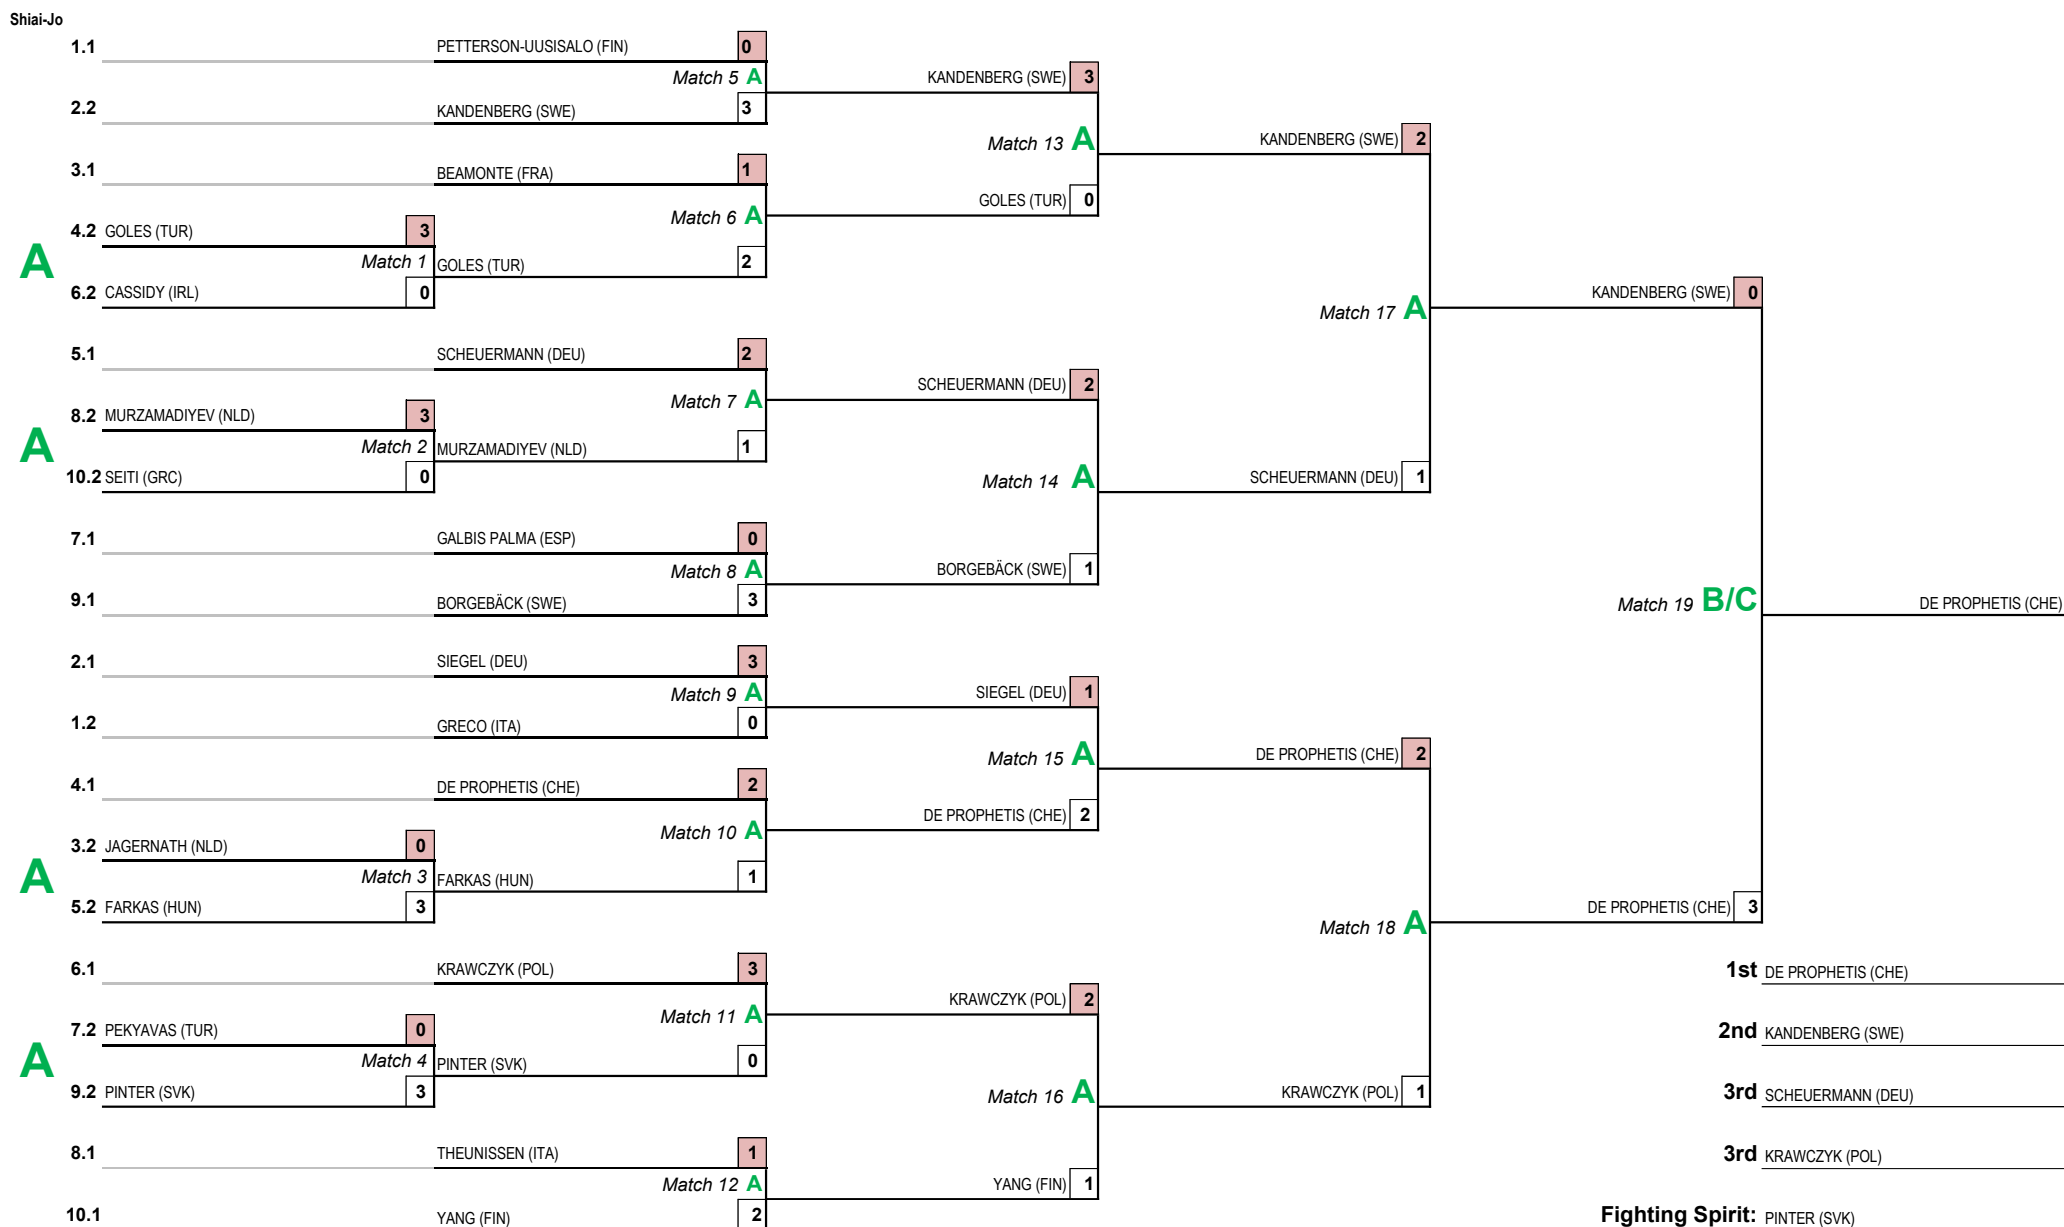 Shiai-Jo
1.1 PETTERSON-UUSISALO (FIN) 0
Match 5 A KANDENBERG (SWE) 3
2.2 KANDENBERG (SWE) 3
Match 13 A KANDENBERG (SWE) 2
3.1 BEAMONTE (FRA) 1
GOLES (TUR) 0
Match 6 A
4.2 GOLES (TUR) 3
A Match 1 GOLES (TUR) 2
6.2 CASSIDY (IRL) 0
KANDENBERG (SWE) 0
Match 17 A
5.1 SCHEUERMANN (DEU) 2
SCHEUERMANN (DEU) 2
Match 7 A
8.2 MURZAMADIYEV (NLD) 3
A Match 2 MURZAMADIYEV (NLD) 1
10.2 SEITI (GRC) 0
Match 14 A SCHEUERMANN (DEU) 1
7.1 GALBIS PALMA (ESP) 0
Match 8 A BORGEBÄCK (SWE) 1
9.1 BORGEBÄCK (SWE) 3
Match 19 B/C DE PROPHETIS (CHE)
2.1 SIEGEL (DEU) 3
Match 9 A SIEGEL (DEU) 1
1.2 GRECO (ITA) 0
Match 15 A DE PROPHETIS (CHE) 2
4.1 DE PROPHETIS (CHE) 2
DE PROPHETIS (CHE) 2
Match 10 A
3.2 JAGERNATH (NLD) 0
A Match 3 FARKAS (HUN) 1
5.2 FARKAS (HUN) 3
DE PROPHETIS (CHE) 3
Match 18 A
6.1 KRAWCZYK (POL) 3
1st DE PROPHETIS (CHE)
KRAWCZYK (POL) 2
Match 11 A
7.2 PEKYAVAS (TUR) 0
2nd KANDENBERG (SWE)
A Match 4 PINTER (SVK) 0
9.2 PINTER (SVK) 3
Match 16 A KRAWCZYK (POL) 1
3rd SCHEUERMANN (DEU)
8.1 THEUNISSEN (ITA) 1
3rd KRAWCZYK (POL)
Match 12 A YANG (FIN) 1
10.1 YANG (FIN) 2
Fighting Spirit: PINTER (SVK)